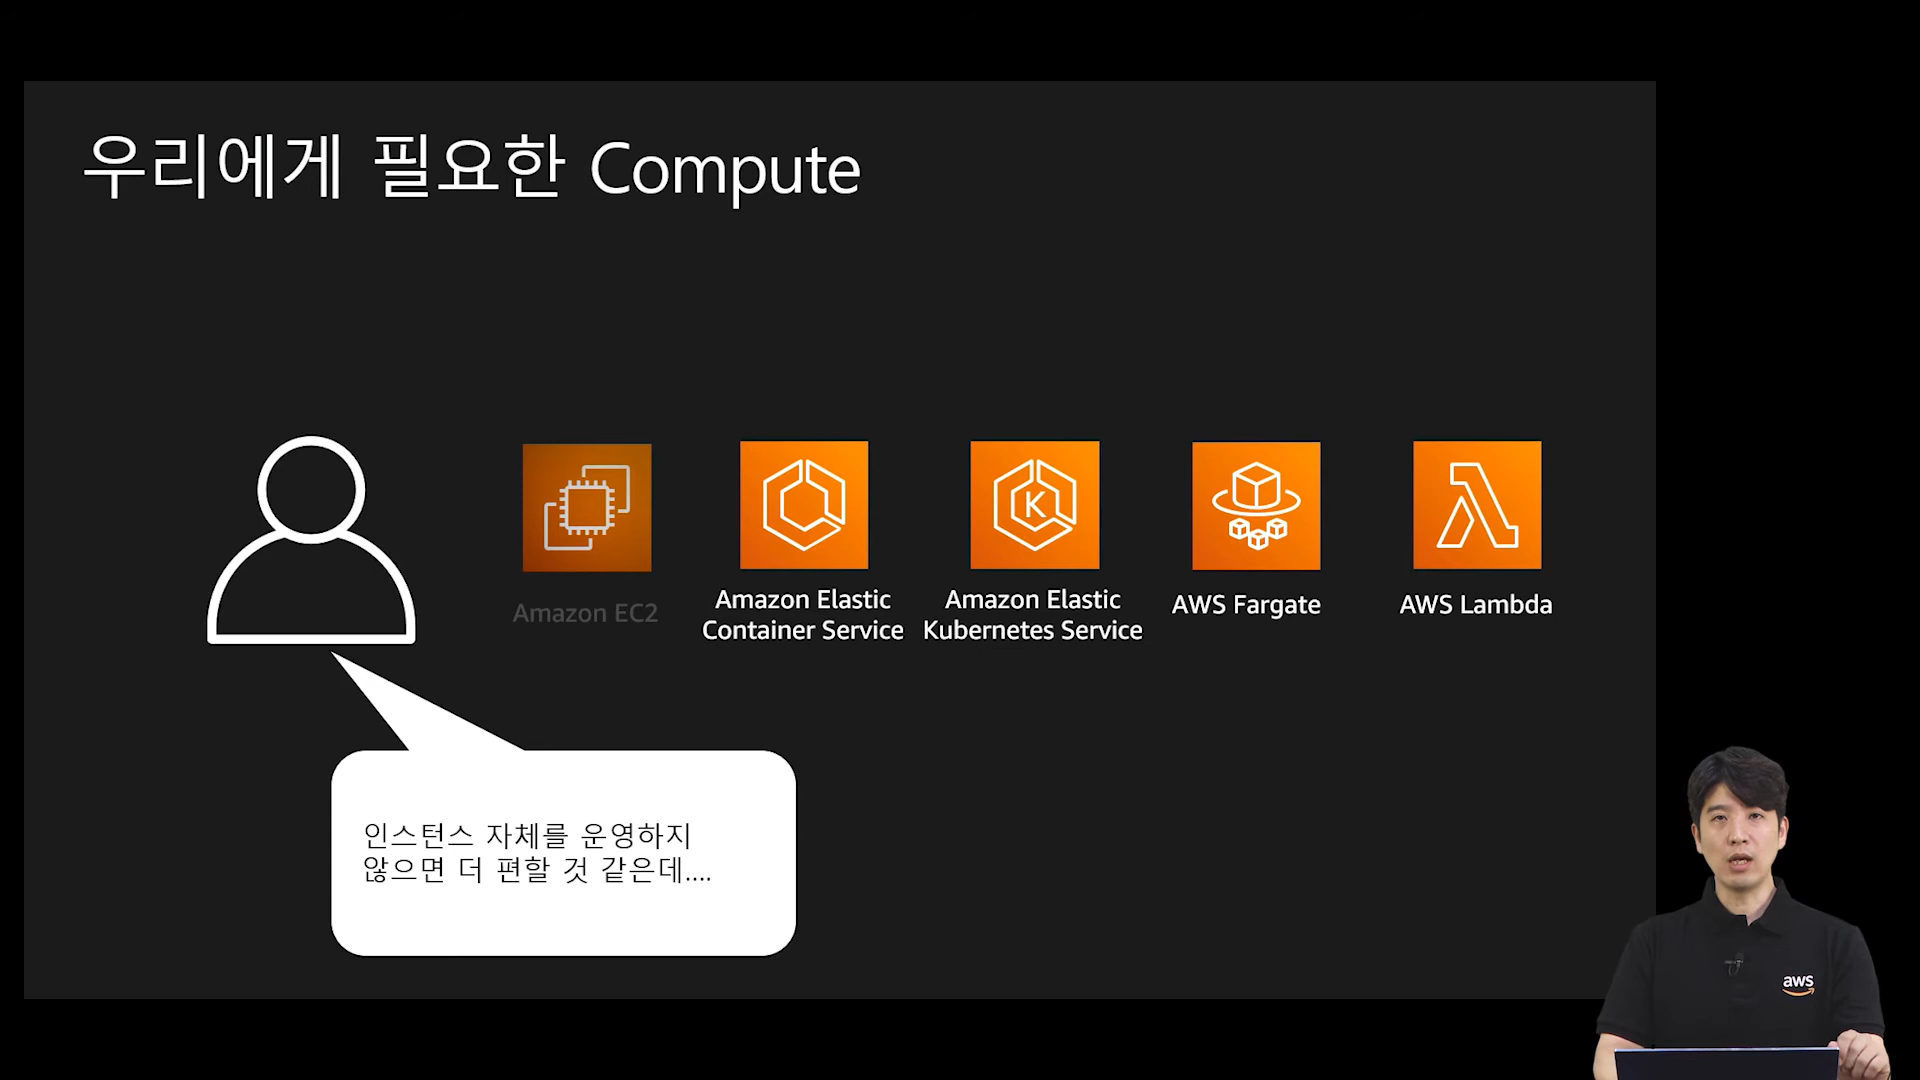 우리에게 필요한 Compute
Amazon EC2
Amazon Elastic
Container Service
K
Amazon Elastic
Kubernetes Service
AWS Fargate
AWS Lambda
인스턴스 자체를 운영하지
않으면 더 편할 것 같은데....
aws